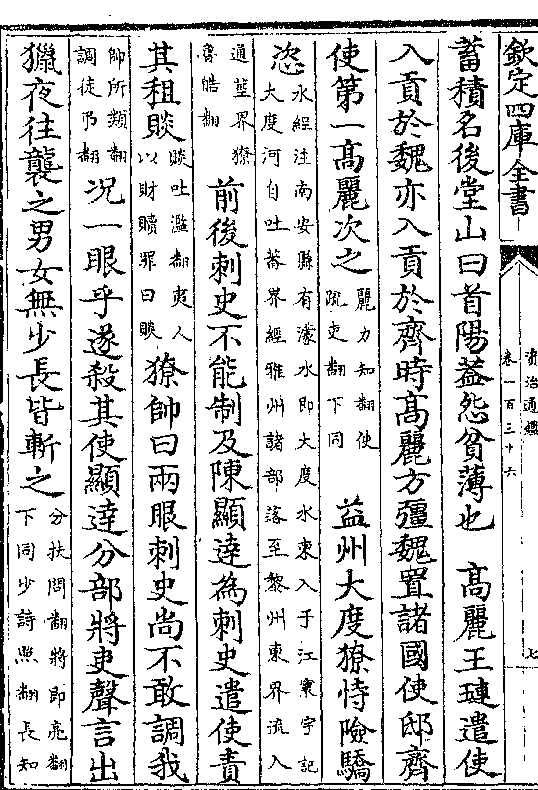 欽定四庫全書
資治通鑑
卷一百三十六
七
蓄積名後堂山曰首陽蓋怨貧薄也　髙麗王璉遣使
入貢於魏亦入貢於齊時髙麗方彊魏置諸國使邸齊
使第一髙麗次之麗力知翻使疏吏翻下同　益州大度獠恃險驕
恣水經注南安縣有濛水即大度水東入于江寰宇記大度河自吐蕃界經雅州諸部落至黎州東界流入
通望界獠魯皓翻前後刺史不能制及陳顯達為刺史遣使責
其租賧賧吐濫翻夷人以財贖罪曰賧獠帥曰兩眼刺史尚不敢調我
帥所類翻調徒弔翻况一眼乎遂殺其使顯達分部將吏聲言出
獵夜往襲之男女無少長皆斬之分扶問翻將即亮翻下同少詩照翻長知